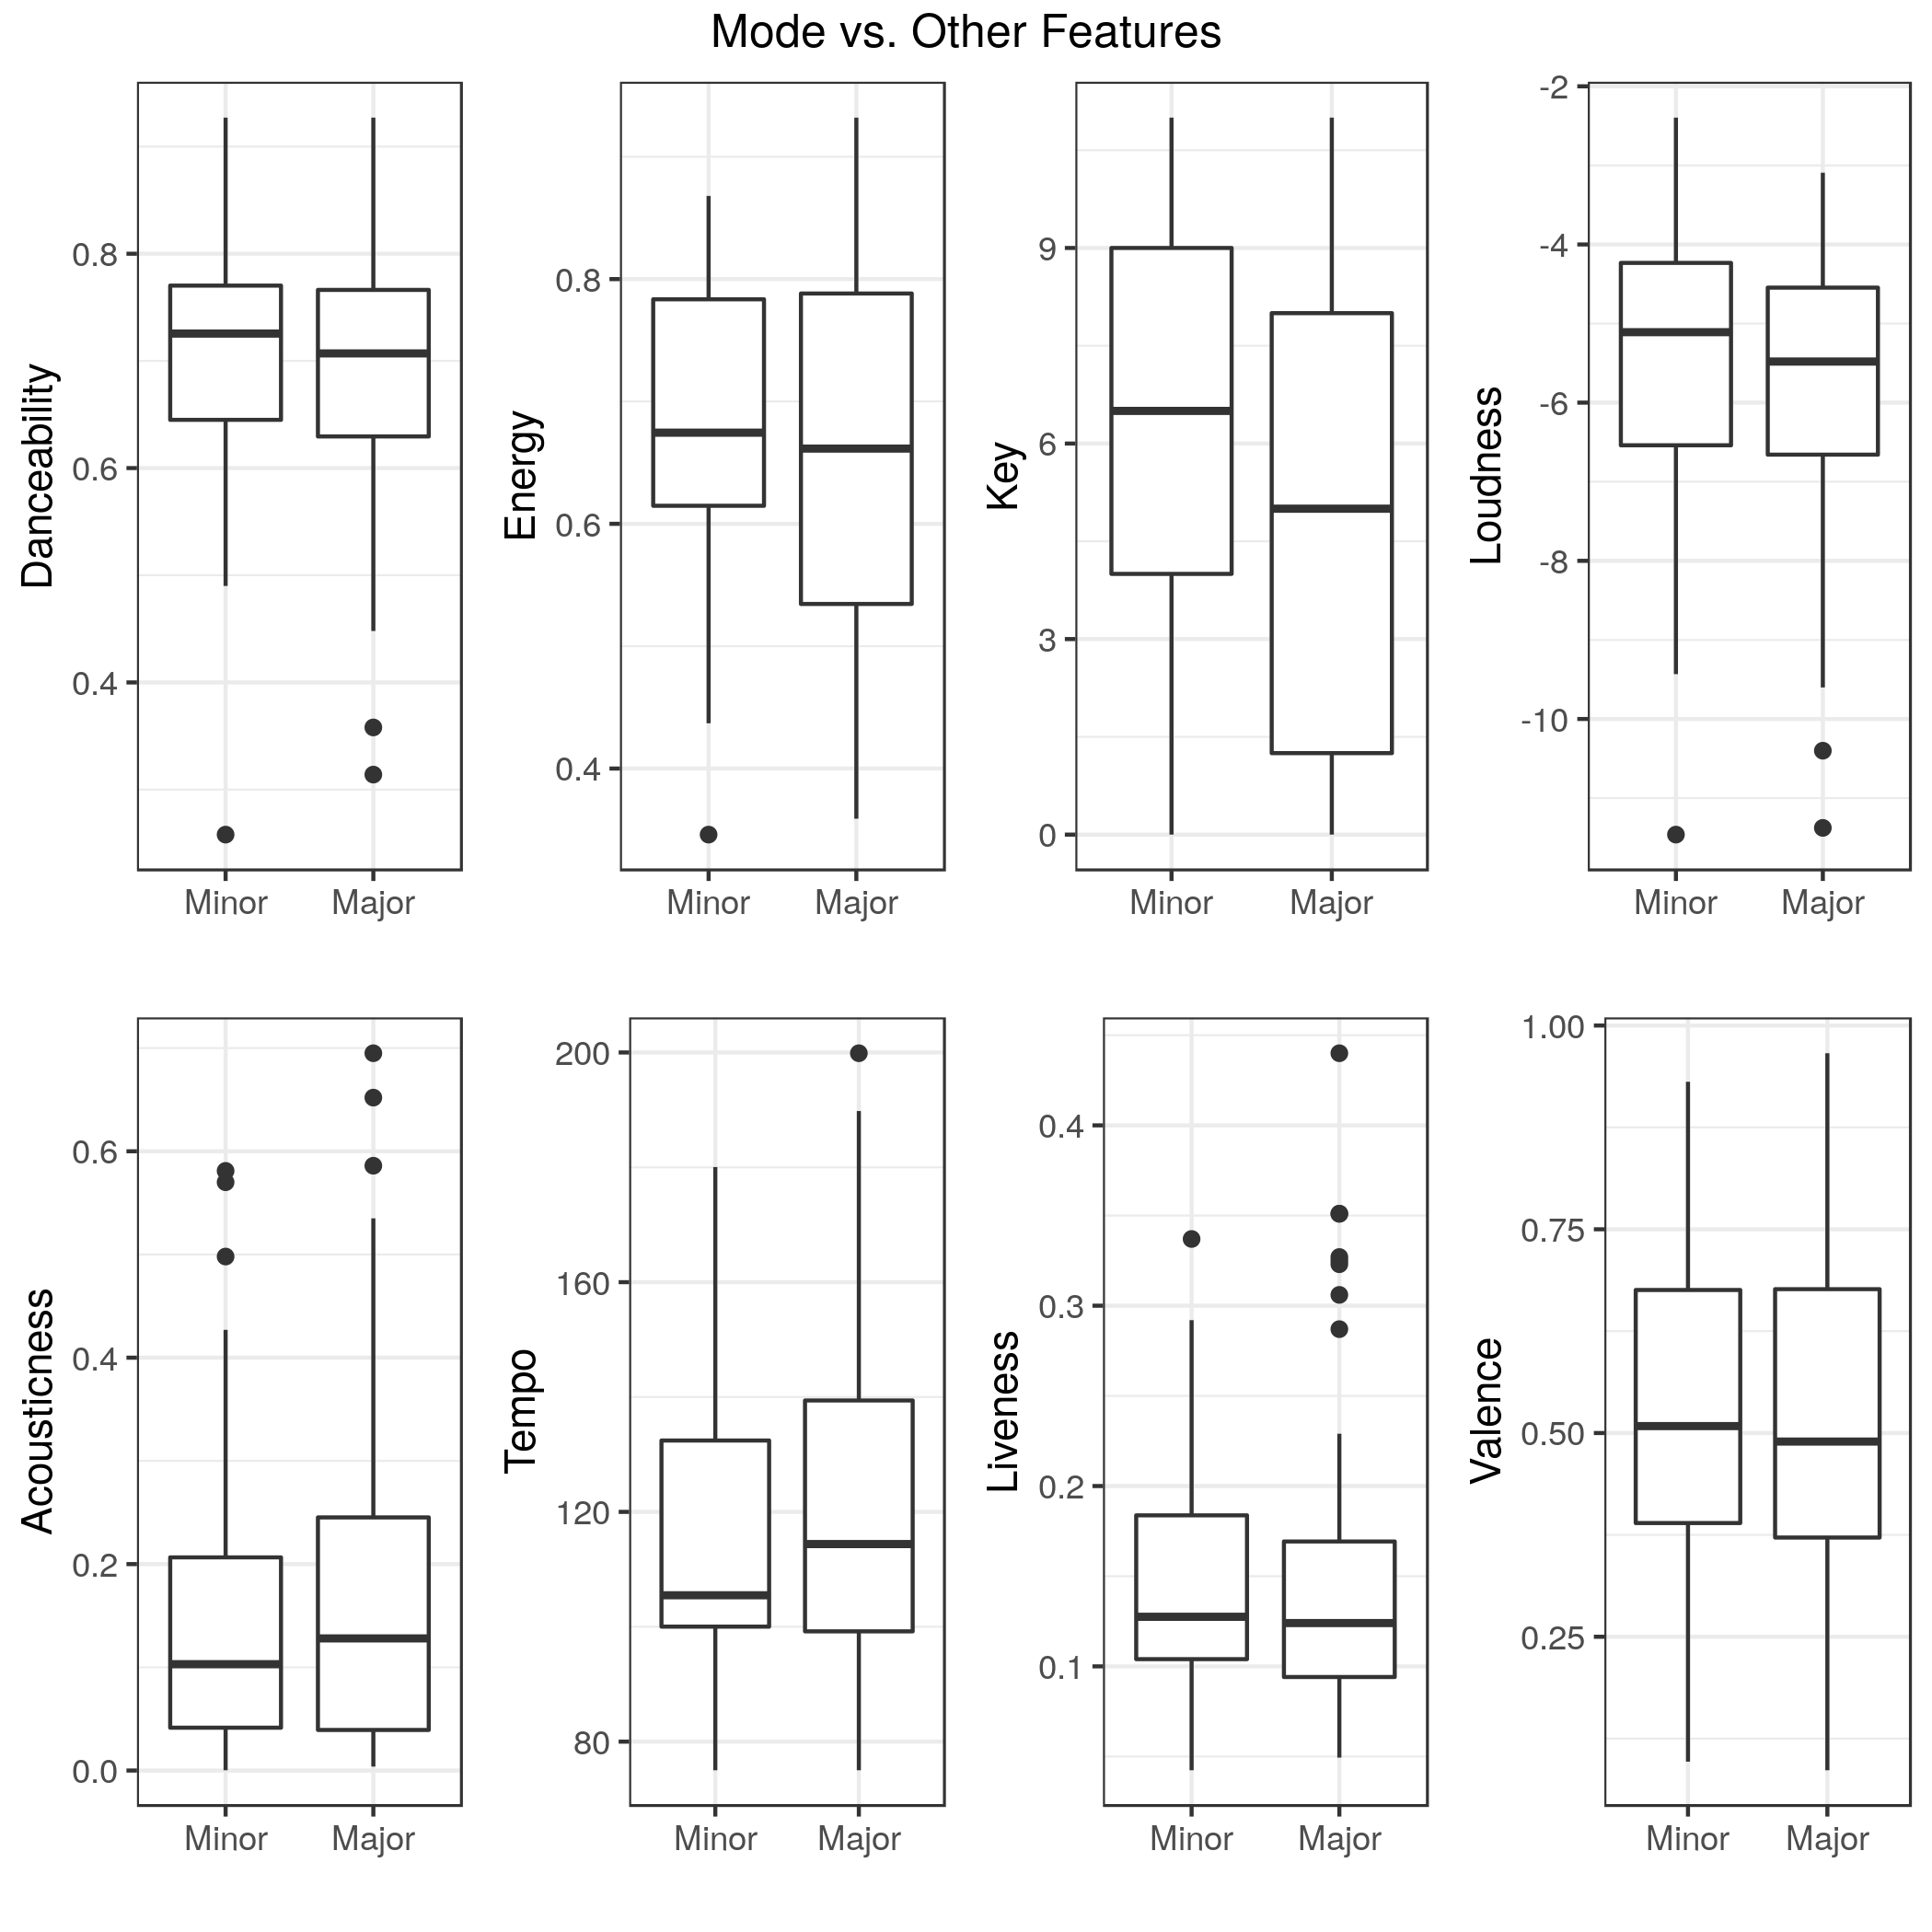 Mode vs. Other Features
Danceability
0.8
0.6
0.4
Minor Major
Energy
0.8
0.6
0.4
Minor Major
Key
9
6
3
0
Minor Major
Loudness
-2
-4
-6
-8
-10
Minor Major
Acousticness
0.6
0.4
0.2
0.0
Minor Major
Tempo
200
160
120
80
Minor Major
Liveness
0.4
0.3
0.2
0.1
Minor Major
Valence
1.00
0.75
0.50
0.25
Minor Major